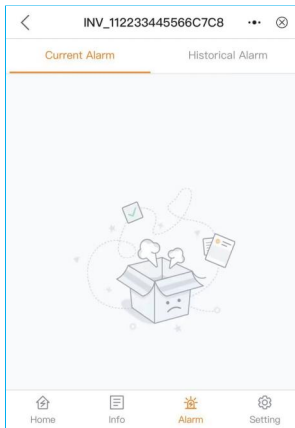 INV_112233445566C7C8
Current Alarm
Historical Alarm
Home
Info
Alarm
Setting